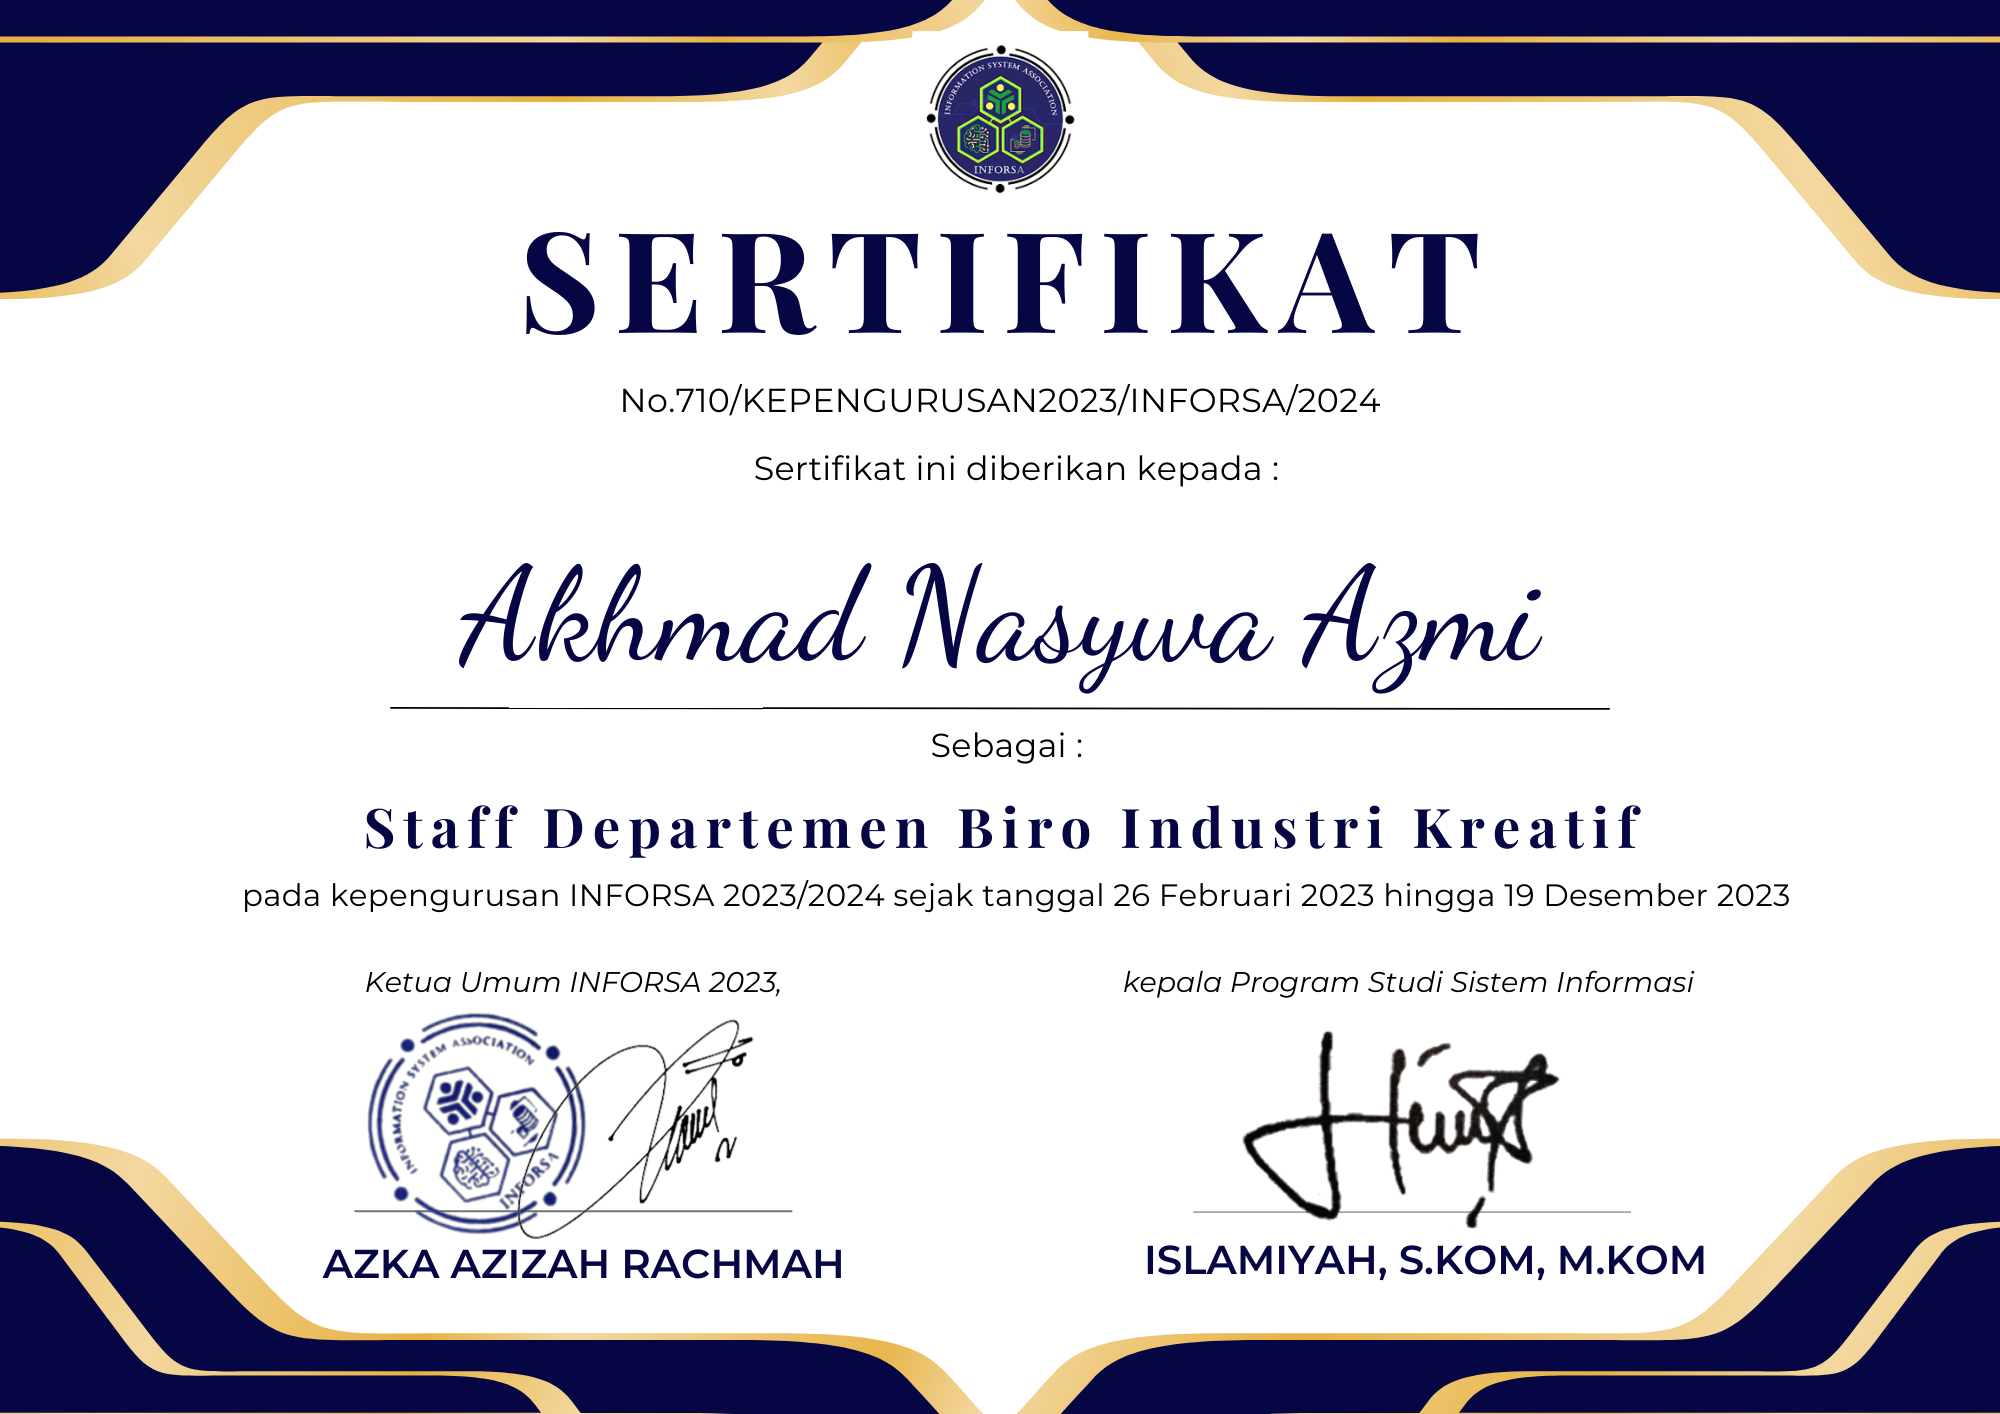 INFORMATION SYSTEM ASSOCIATION
INFORSA
SERTIFIKAT
No.710/KEPENGURUSAN2023/INFORSA/2024
Sertifikat ini diberikan kepada :
Akhmad Nasywa Azmi
Sebagai :
Staff Departemen Biro Industri Kreatif
pada kepengurusan INFORSA 2023/2024 sejak tanggal 26 Februari 2023 hingga 19 Desember 2023
Ketua Umum INFORSA 2023,
kepala Program Studi Sistem Informasi
INFORMATION SYSTEM ASSOCIATION
INFORSA
AZKA AZIZAH RACHMAH
ISLAMIYAH, S.KOM, M.KOM